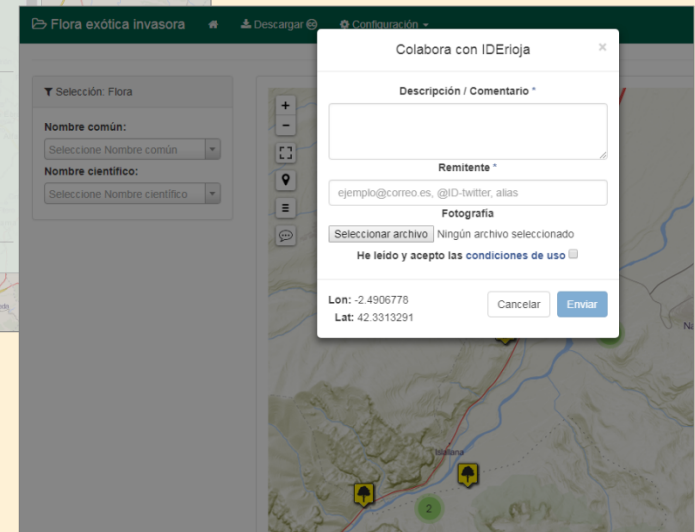 Flora exótica invasora Descargar Configuración
Colabora con IDErioja ×
Descripción / Comentario *
Selección: Flora
Nombre común:
Seleccione Nombre común
Nombre científico:
Seleccione Nombre científico
+
−
Remitente *
ejemplo@correo.es, @ID-twitter, alias
Fotografía
Seleccionar archivo Ningún archivo seleccionado
He leído y acepto las condiciones de uso
Lon: -2.4906778
Lat: 42.3313291
Cancelar Enviar
Islallana
2